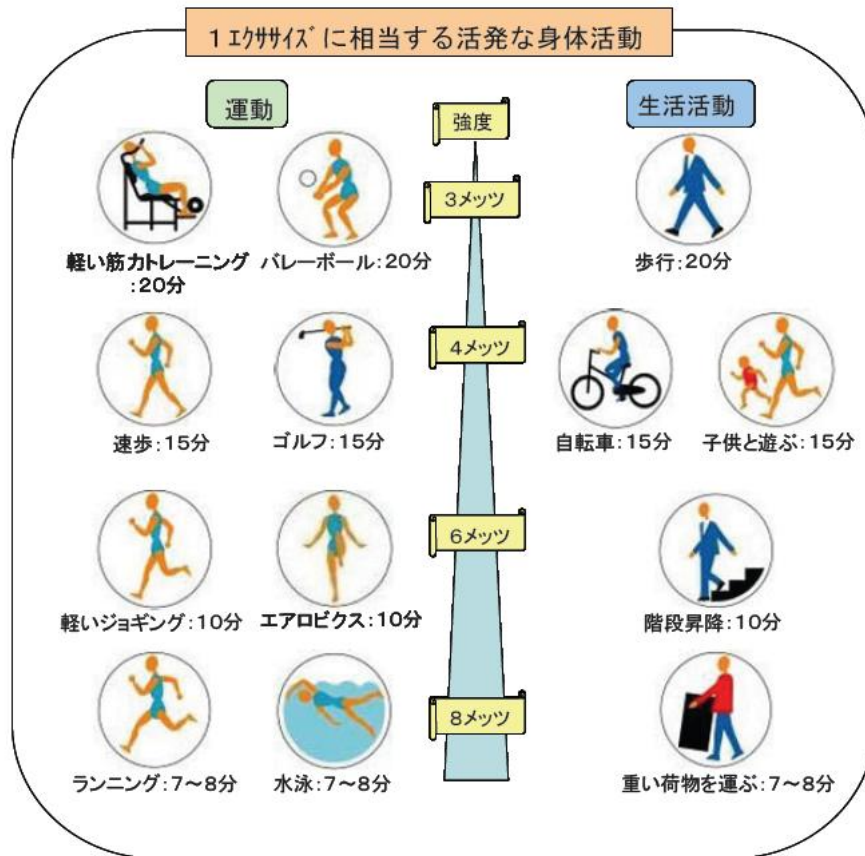 1ｴｸｻｻｲｽﾞに相当する活発な身体活動
運動
強度
生活活動
3メッツ
軽い筋力トレーニング
:20分
バレーボール:20分
歩行:20分
4メッツ
速歩:15分
ゴルフ:15分
自転車:15分
子供と遊ぶ:15分
6メッツ
軽いジョギング:10分
エアロビクス:10分
階段昇降:10分
8メッツ
ランニング:7～8分
水泳:7～8分
重い荷物を運ぶ:7～8分